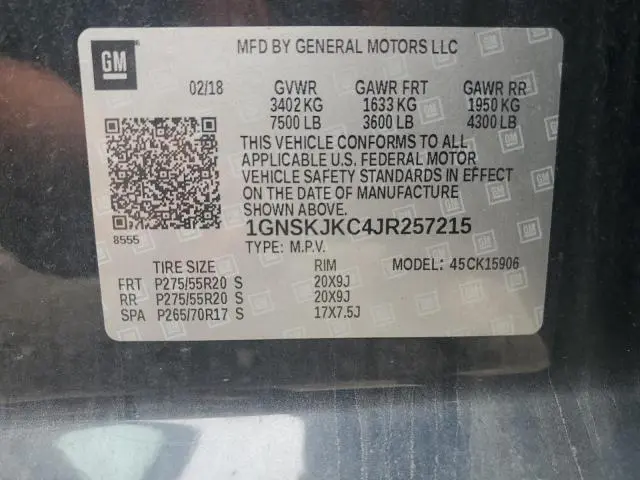 GM
MFD BY GENERAL MOTORS LLC
02/18 GVWR GAWR FRT GAWR RR
3402 KG 1633 KG 1950 KG
7500 LB 3600 LB 4300 LB
THIS VEHICLE CONFORMS TO ALL
APPLICABLE U.S. FEDERAL MOTOR
VEHICLE SAFETY STANDARDS IN EFFECT
ON THE DATE OF MANUFACTURE
SHOWN ABOVE.
8555 1GNSKJKC4JR257215
TYPE: M.P.V. MODEL: 45CK15906
TIRE SIZE RIM
FRT P275/55R20 S 20X9J
RR P275/55R20 S 20X9J
SPA P265/70R17 S 17X7.5J